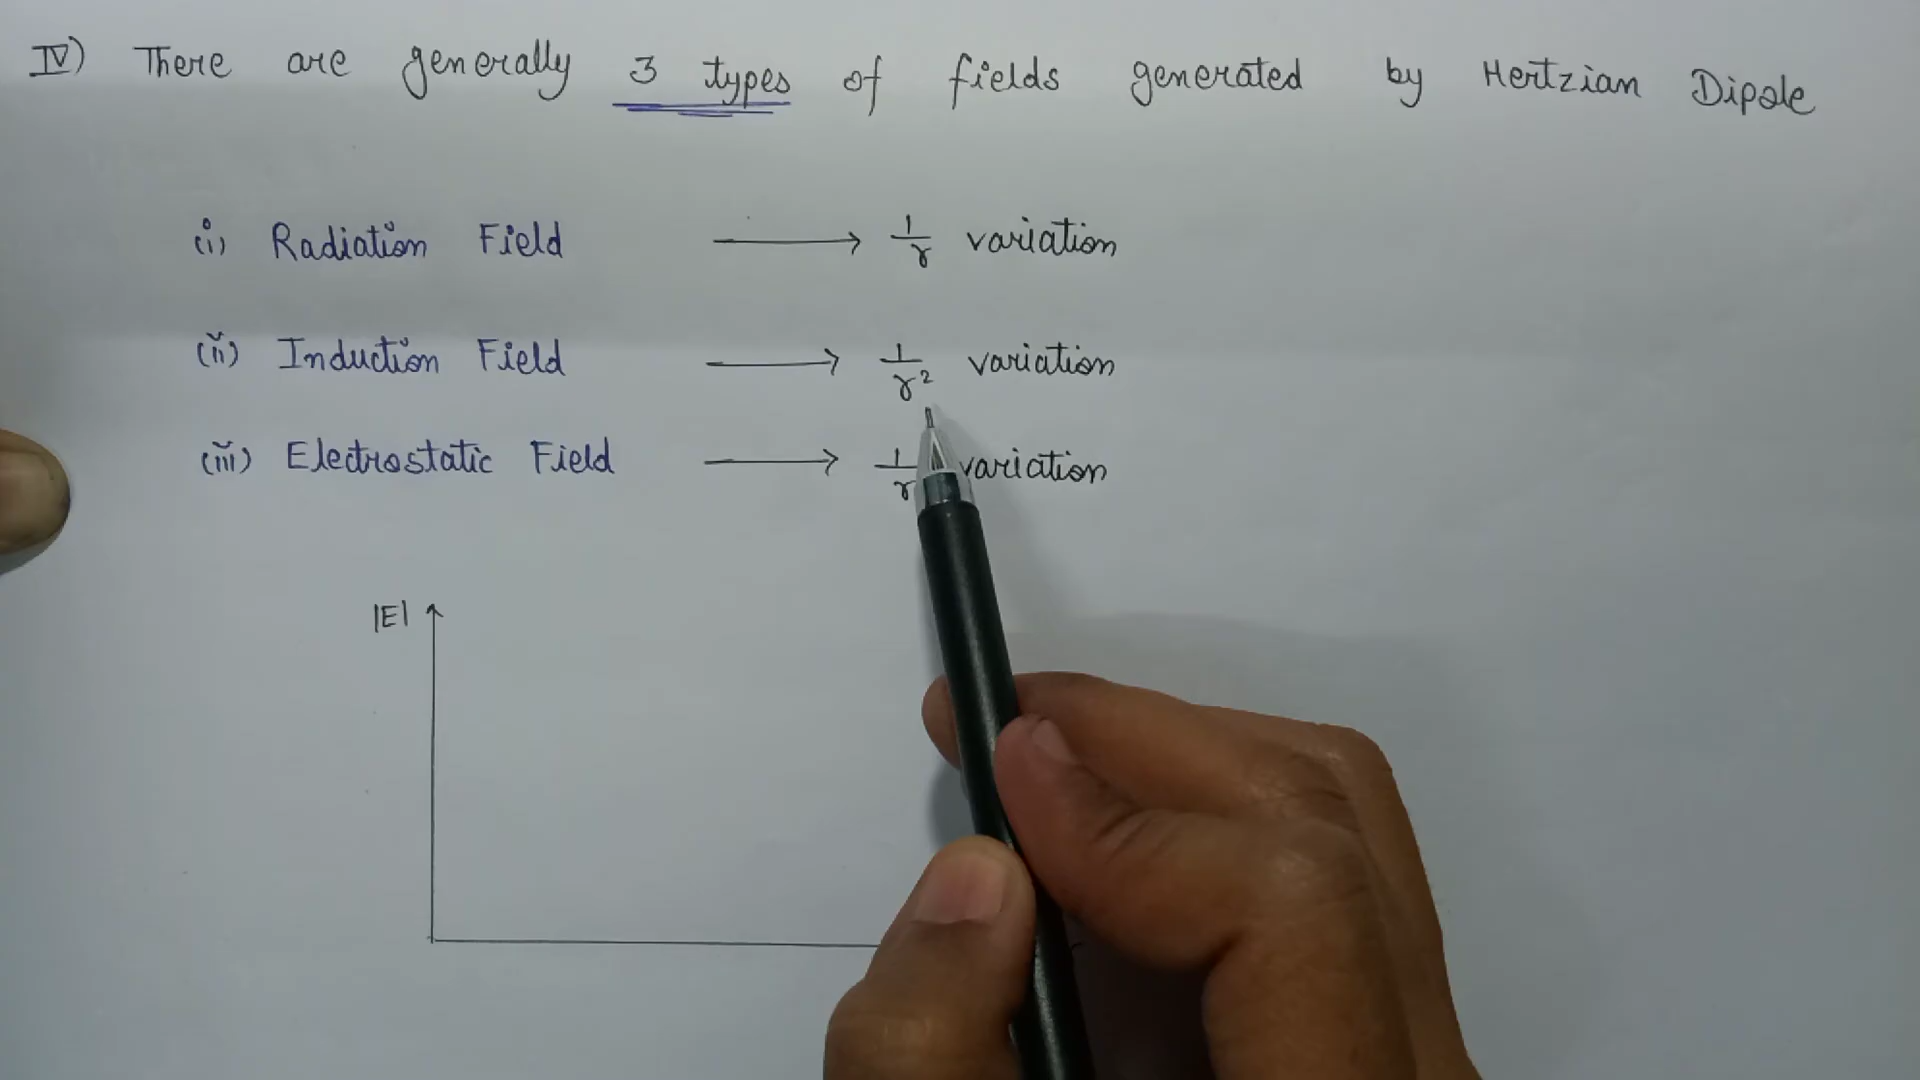 IV) There are generally 3 types of fields generated by Hertzian Dipole
(i) Radiation Field ⟶ 1/r variation
(ii) Induction Field ⟶ 1/r² variation
(iii) Electrostatic Field ⟶ 1/r variation
|E|